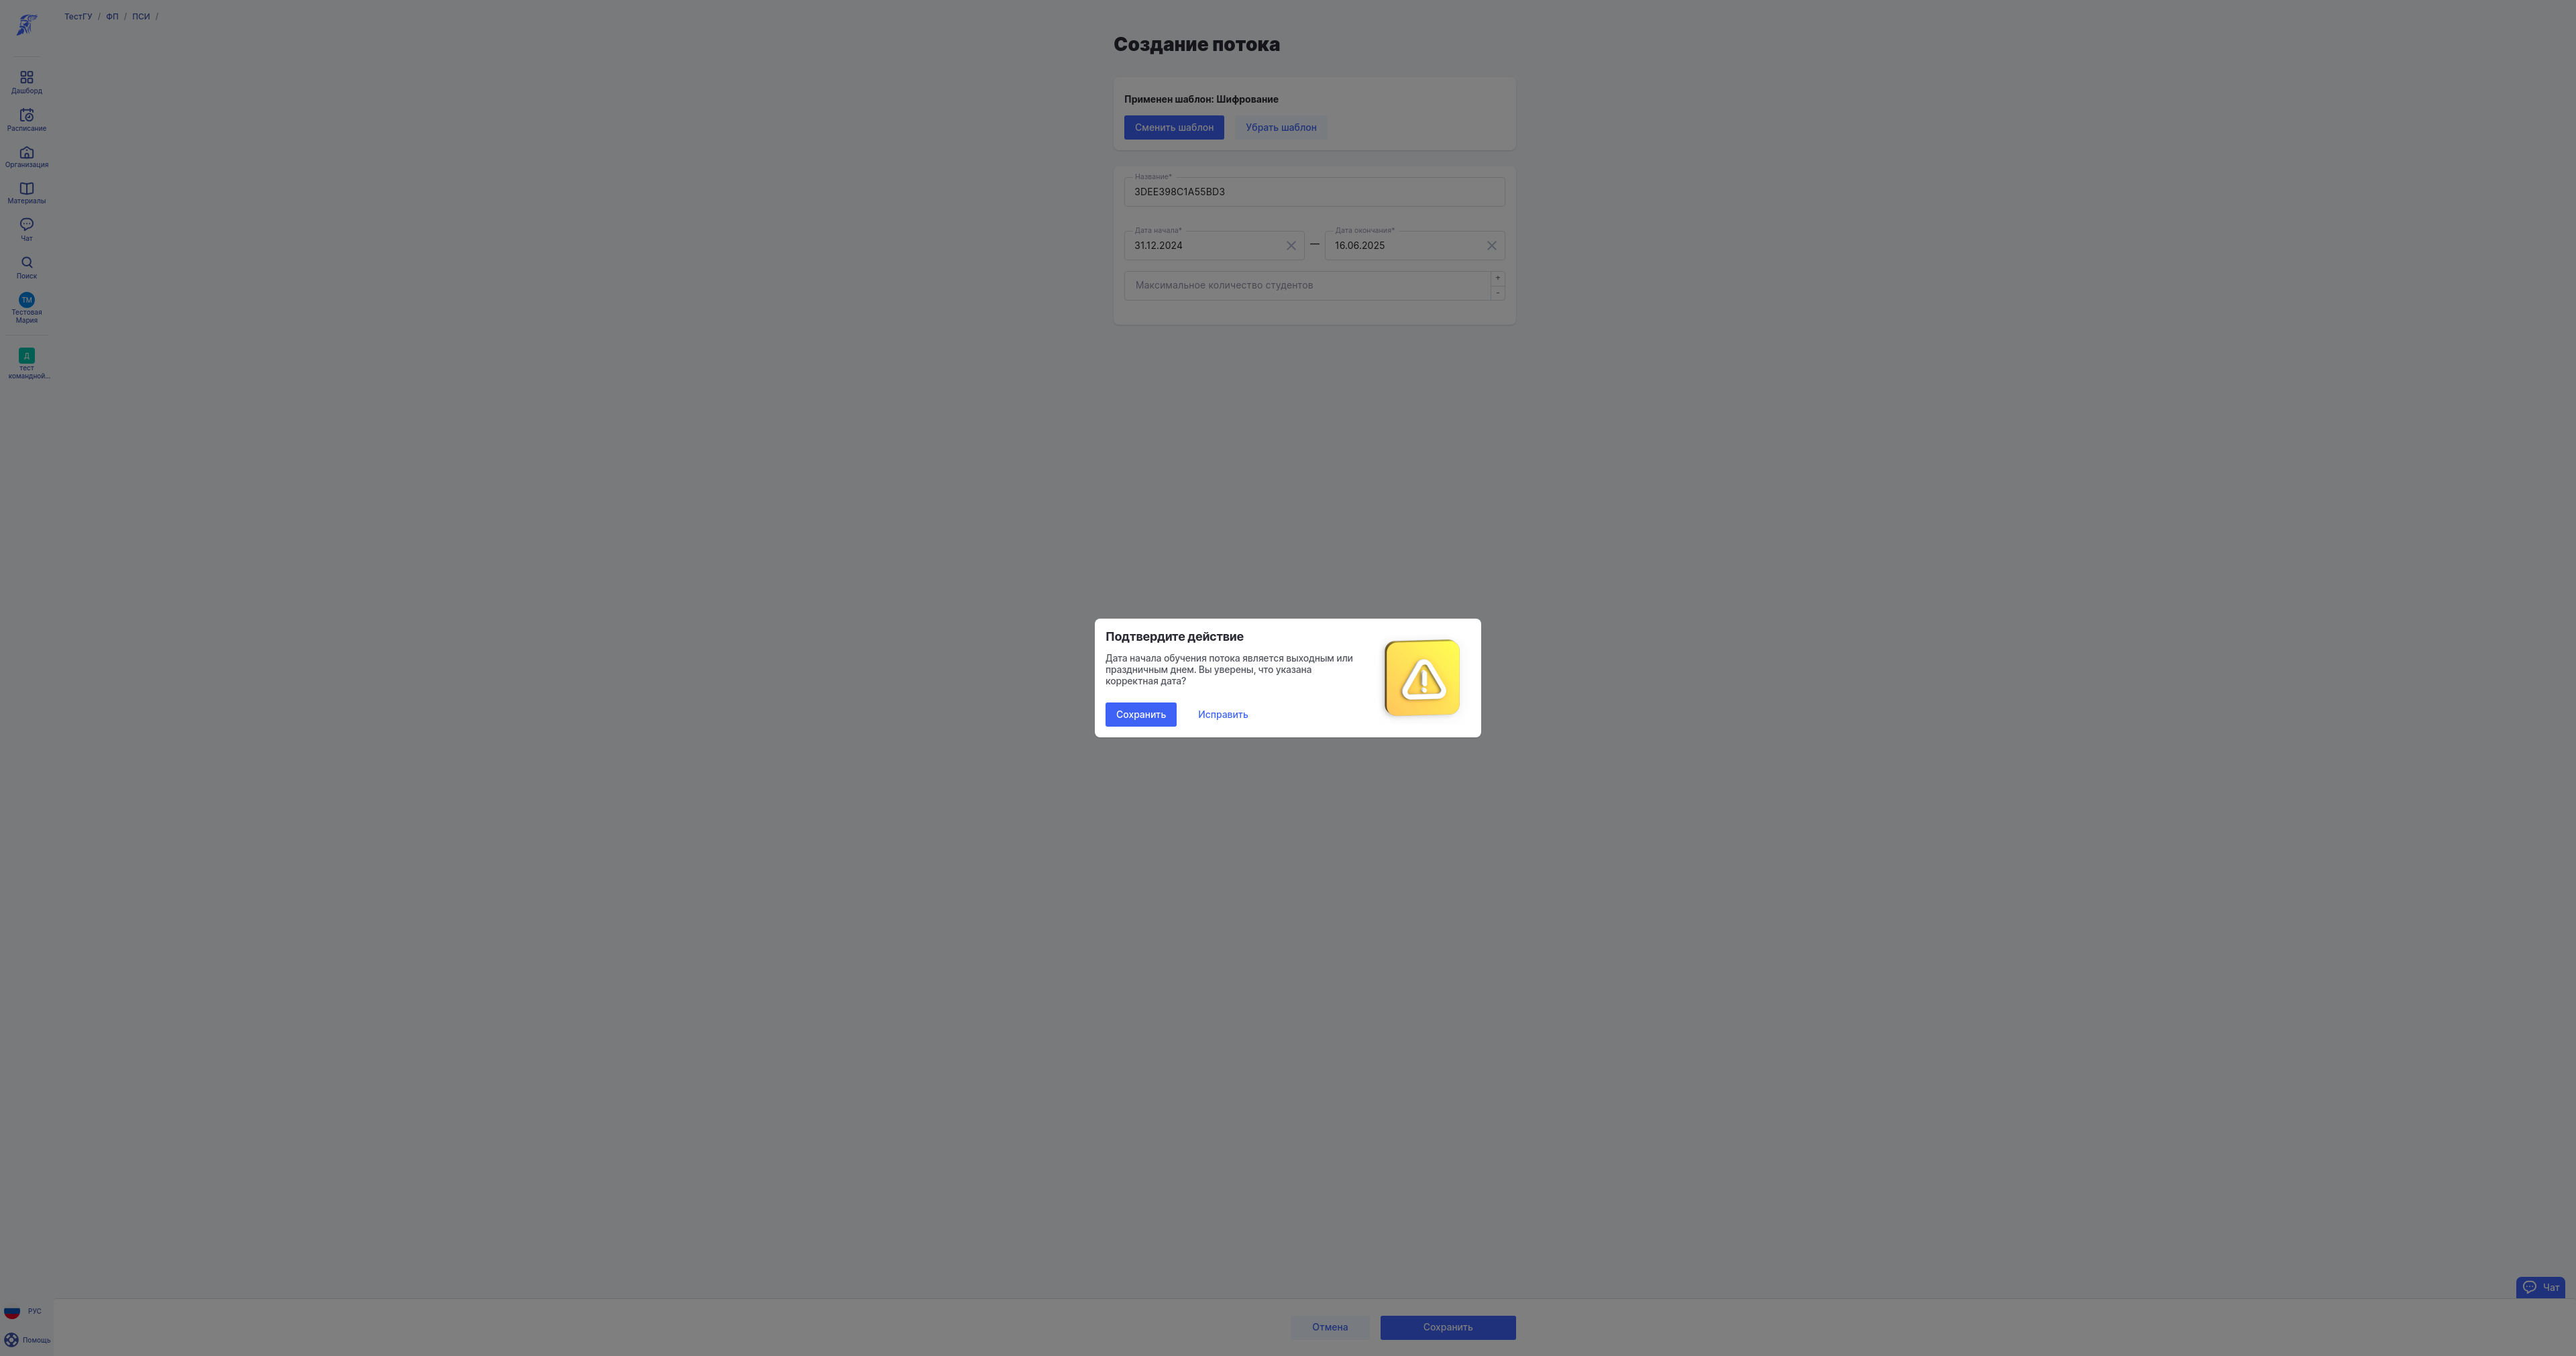 ТестГУ / ФП / ПСИ /
Дашборд
Расписание
Организация
Материалы
Чат
Поиск
ТМ
Тестовая
Мария
Д
тест
командной...
РУС
Помощь
Создание потока
Применен шаблон: Шифрование
Сменить шаблон Убрать шаблон
Название*
3DEE398C1A55BD3
Дата начала* Дата окончания*
31.12.2024 — 16.06.2025
Максимальное количество студентов
+
-
Подтвердите действие
Дата начала обучения потока является выходным или
праздничным днем. Вы уверены, что указана
корректная дата?
Сохранить Исправить
Чат
Отмена Сохранить